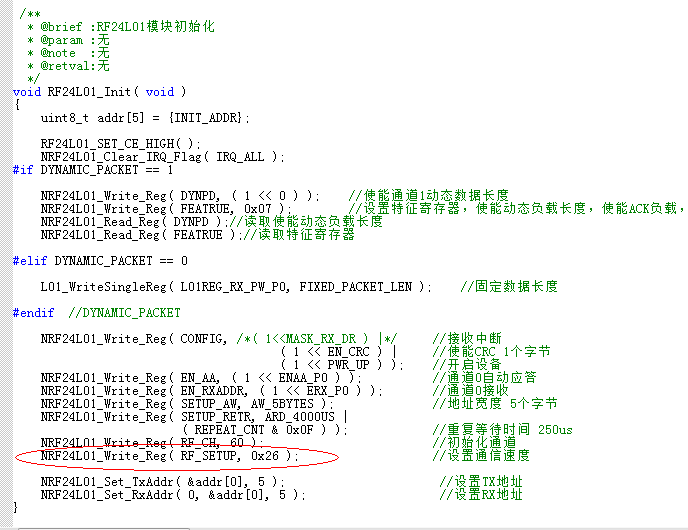 /**
* @brief :RF24L01模块初始化
* @param :无
* @note  :无
* @retval:无
*/
void RF24L01_Init( void )
{
uint8_t addr[5] = {INIT_ADDR};
RF24L01_SET_CE_HIGH( );
NRF24L01_Clear_IRQ_Flag( IRQ_ALL );
#if DYNAMIC_PACKET == 1
NRF24L01_Write_Reg( DYNPD, ( 1 << 0 ) ); //使能通道1动态数据长度
NRF24L01_Write_Reg( FEATRUE, 0x07 ); //设置特征寄存器，使能动态负载长度，使能ACK负载，
NRF24L01_Read_Reg( DYNPD );//读取使能动态负载长度
NRF24L01_Read_Reg( FEATRUE );//读取特征寄存器
#elif DYNAMIC_PACKET == 0
L01_WriteSingleReg( L01REG_RX_PW_P0, FIXED_PACKET_LEN ); //固定数据长度
#endif  //DYNAMIC_PACKET
NRF24L01_Write_Reg( CONFIG, /*( 1<<MASK_RX_DR ) |*/ //接收中断
( 1 << EN_CRC ) | //使能CRC 1个字节
( 1 << PWR_UP ) ); //开启设备
NRF24L01_Write_Reg( EN_AA, ( 1 << ENAA_P0 ) ); //通道0自动应答
NRF24L01_Write_Reg( EN_RXADDR, ( 1 << ERX_P0 ) ); //通道0接收
NRF24L01_Write_Reg( SETUP_AW, AW_5BYTES ); //地址宽度 5个字节
NRF24L01_Write_Reg( SETUP_RETR, ARD_4000US |
( REPEAT_CNT & 0x0F ) ); //重复等待时间 250us
NRF24L01_Write_Reg( RF_CH, 60 ); //初始化通道
NRF24L01_Write_Reg( RF_SETUP, 0x26 ); //设置通信速度
NRF24L01_Set_TxAddr( &addr[0], 5 ); //设置TX地址
NRF24L01_Set_RxAddr( 0, &addr[0], 5 ); //设置RX地址
}